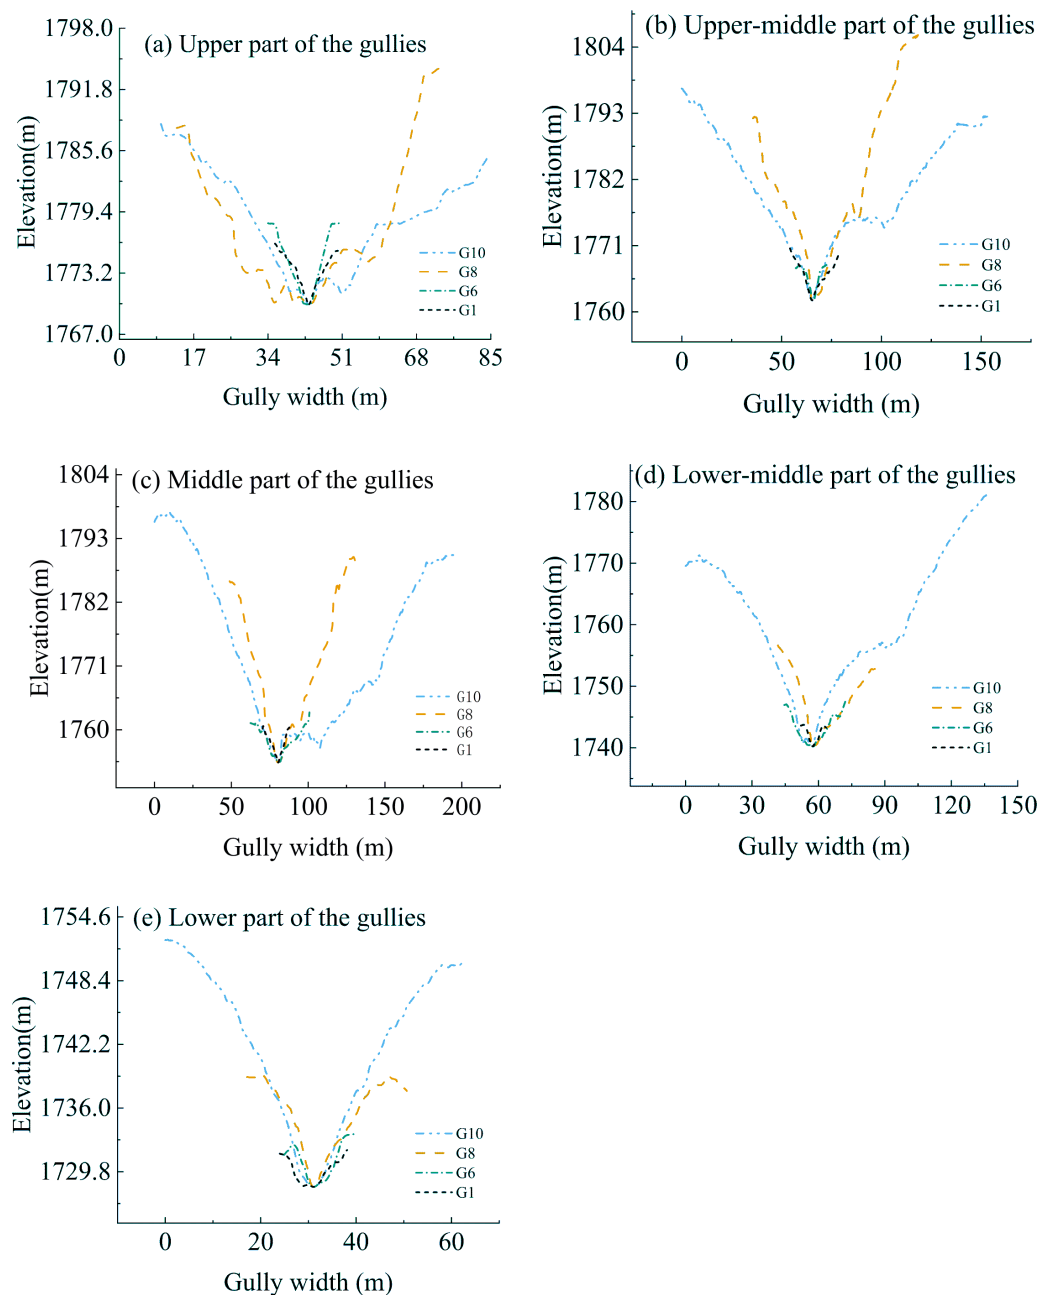 (a) Upper part of the gullies
1798.0
1791.8
1785.6
1779.4
1773.2
1767.0
Elevation(m)
G10
G8
G6
G1
0 17 34 51 68 85
Gully width (m)
(b) Upper-middle part of the gullies
1804
1793
1782
1771
1760
Elevation(m)
G10
G8
G6
G1
0 50 100 150
Gully width (m)
(c) Middle part of the gullies
1804
1793
1782
1771
1760
Elevation(m)
G10
G8
G6
G1
0 50 100 150 200
Gully width (m)
(d) Lower-middle part of the gullies
1780
1770
1760
1750
1740
Elevation(m)
G10
G8
G6
G1
0 30 60 90 120 150
Gully width (m)
(e) Lower part of the gullies
1754.6
1748.4
1742.2
1736.0
1729.8
Elevation(m)
G10
G8
G6
G1
0 20 40 60
Gully width (m)